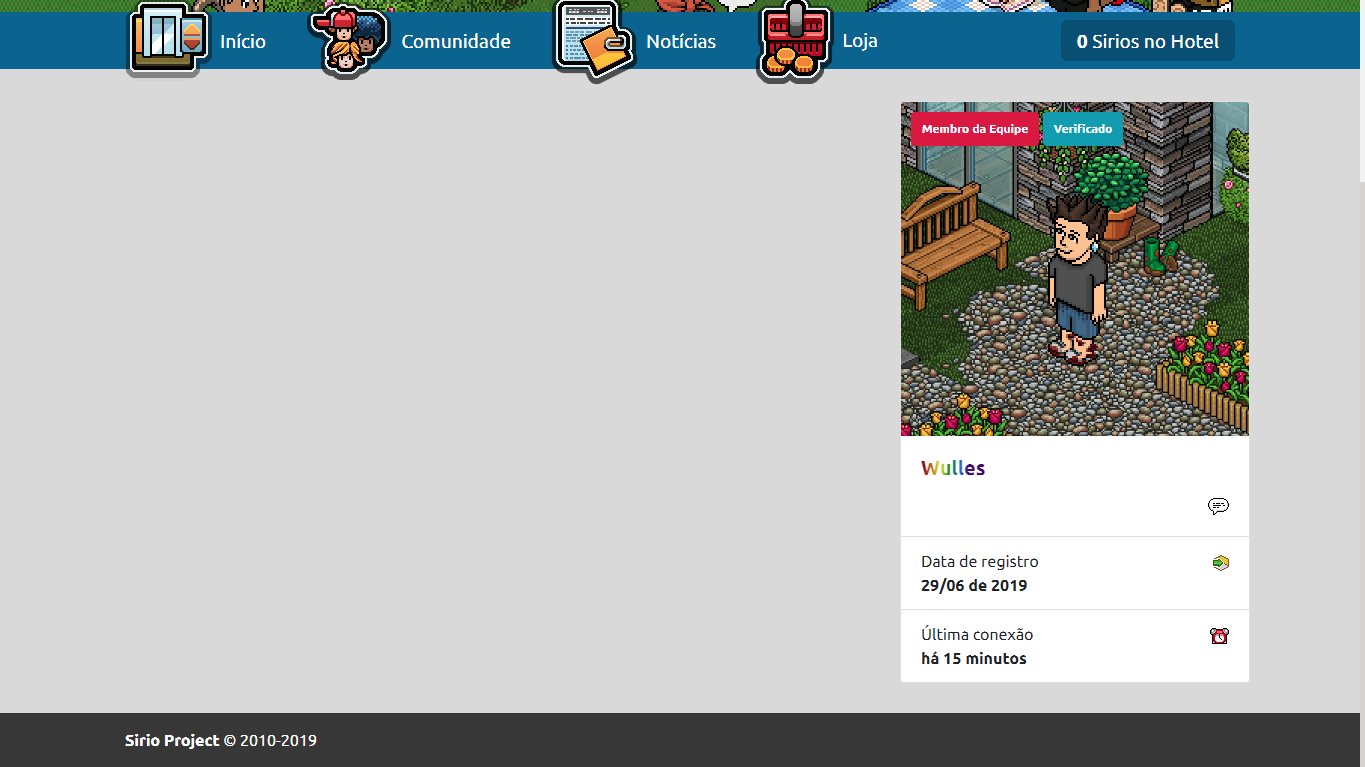 Início
Comunidade
Notícias
Loja
0 Sirios no Hotel
Membro da Equipe
Verificado
Wulles
Data de registro
29/06 de 2019
Última conexão
há 15 minutos
Sirio Project © 2010-2019